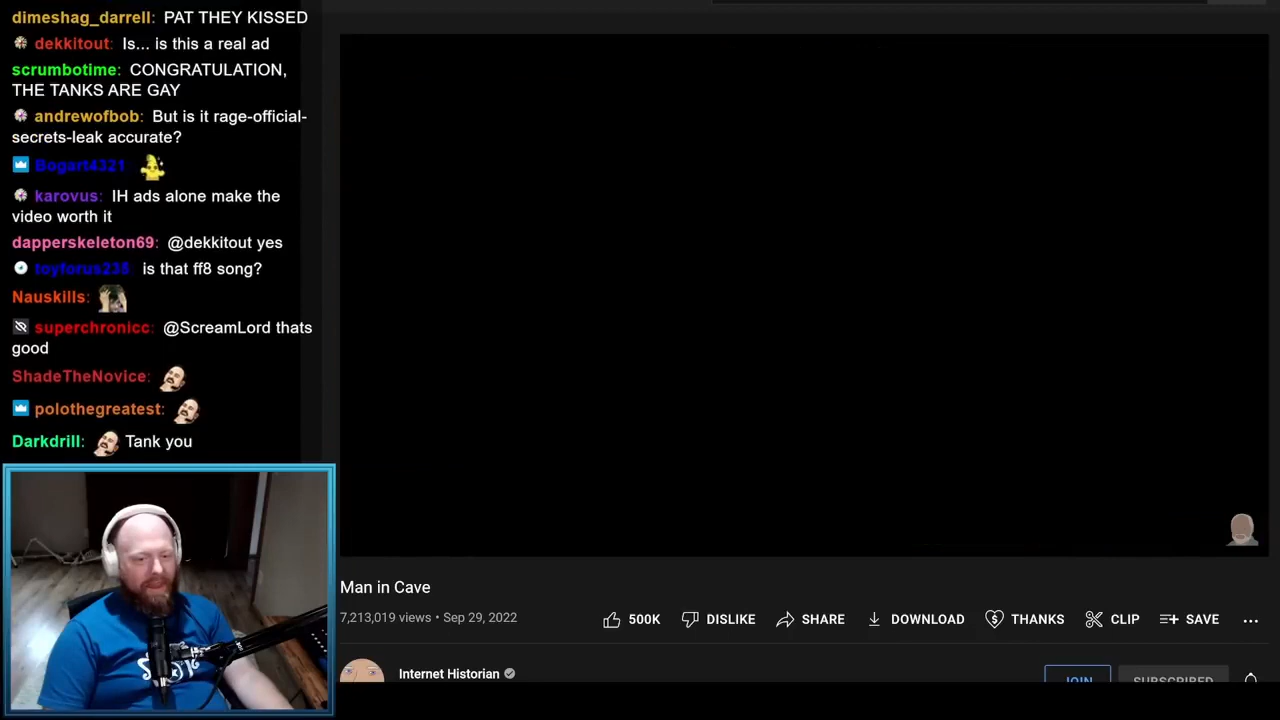 dimeshag_darrell: PAT THEY KISSED
dekkitout: Is... is this a real ad
scrumbotime: CONGRATULATION,
THE TANKS ARE GAY
andrewofbob: But is it rage-official-
secrets-leak accurate?
Bogart4321
karovus: IH ads alone make the
video worth it
dapperskeleton69: @dekkitout yes
toyforus235 is that ff8 song?
Nauskills:
superchronicc: @ScreamLord thats
good
ShadeTheNovice:
polothegreatest:
Darkdrill: Tank you
Man in Cave
7,213,019 views • Sep 29, 2022
500K DISLIKE SHARE DOWNLOAD THANKS CLIP SAVE ...
Internet Historian
JOIN SUBSCRIBED